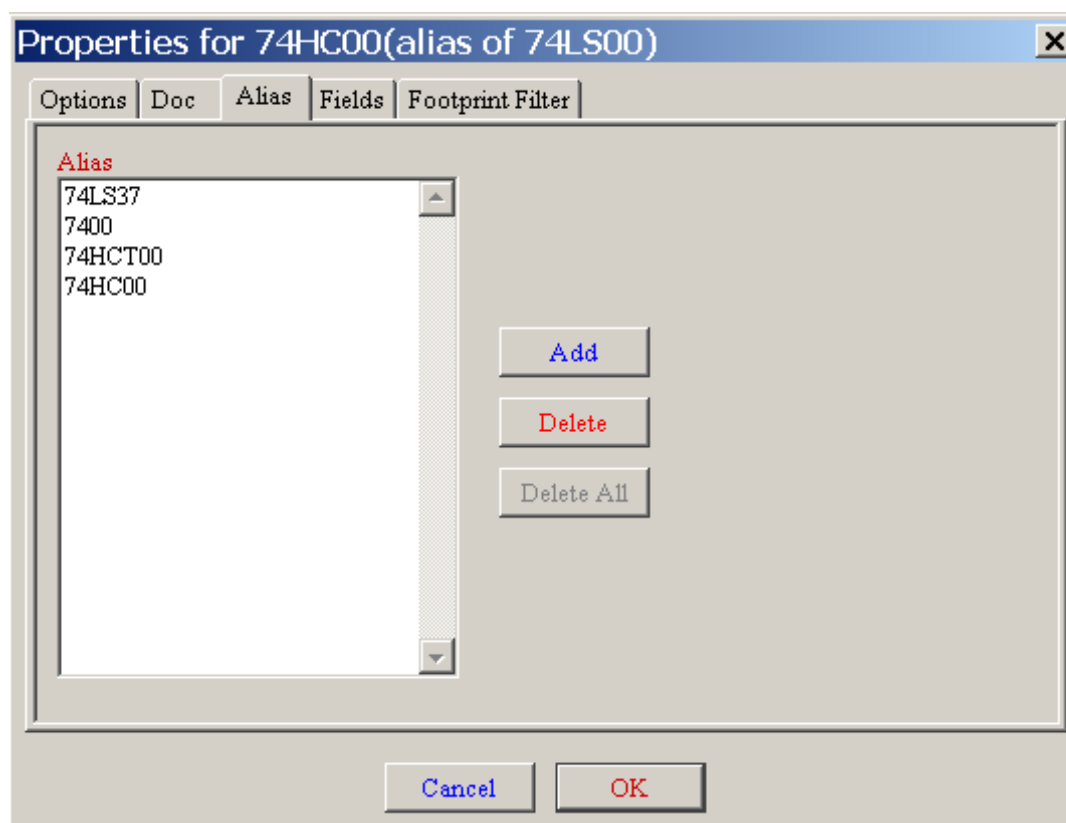 Properties for 74HC00(alias of 74LS00)
Options Doc Alias Fields Footprint Filter
Alias
74LS37
7400
74HCT00
74HC00
Add
Delete
Delete All
Cancel OK